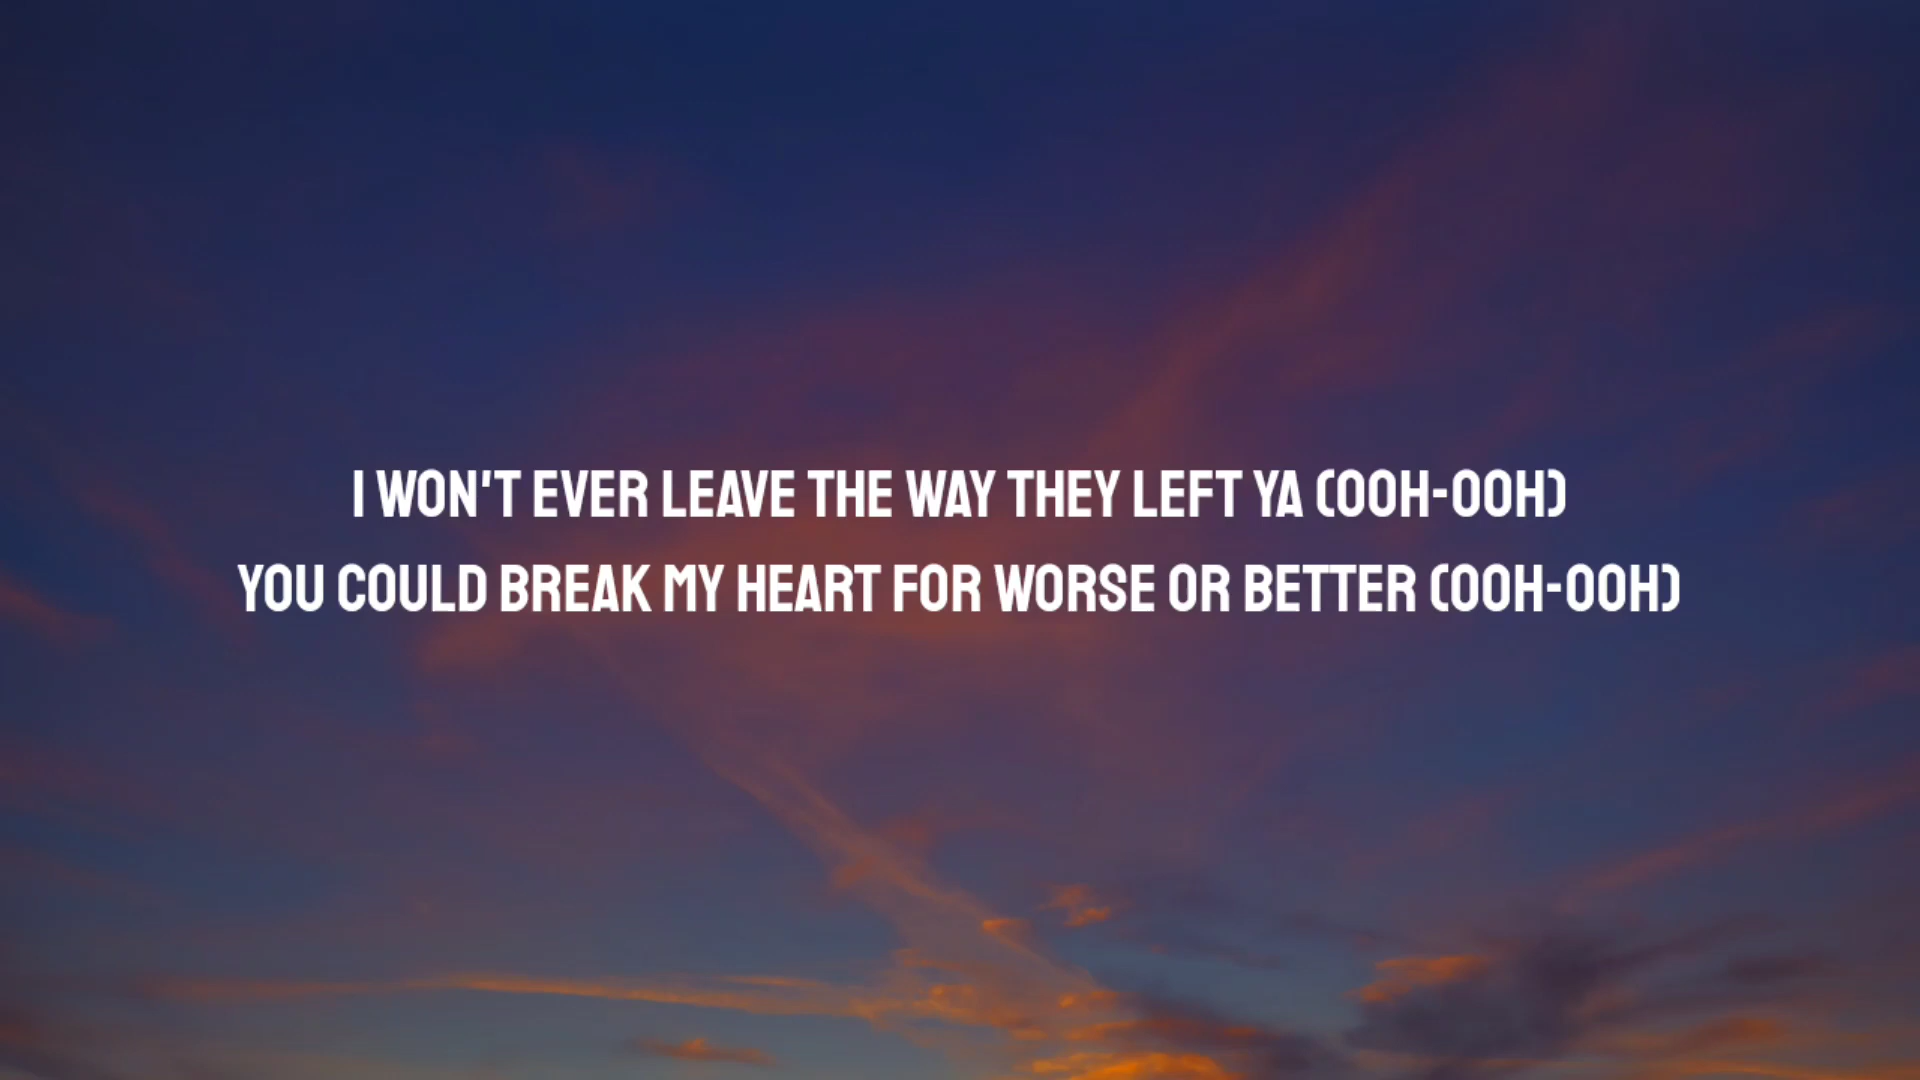 I WON'T EVER LEAVE THE WAY THEY LEFT YA (OOH-OOH)
YOU COULD BREAK MY HEART FOR WORSE OR BETTER (OOH-OOH)